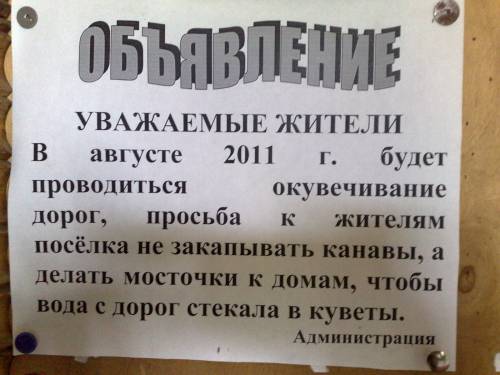 ОБЪЯВЛЕНИЕ
УВАЖАЕМЫЕ ЖИТЕЛИ
В августе 2011 г. будет
проводиться окувечивание
дорог, просьба к жителям
посёлка не закапывать канавы, а
делать мосточки к домам, чтобы
вода с дорог стекала в куветы.
Администрация